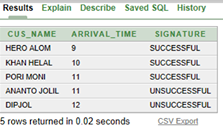 Results Explain Describe Saved SQL History
CUS_NAME ARRIVAL_TIME SIGNATURE
HERO ALOM 9 SUCCESSFUL
KHAN HELAL 10 SUCCESSFUL
PORI MONI 11 SUCCESSFUL
ANANTO JOLIL 11 UNSUCCESSFUL
DIPJOL 12 UNSUCCESSFUL
5 rows returned in 0.02 seconds CSV Export